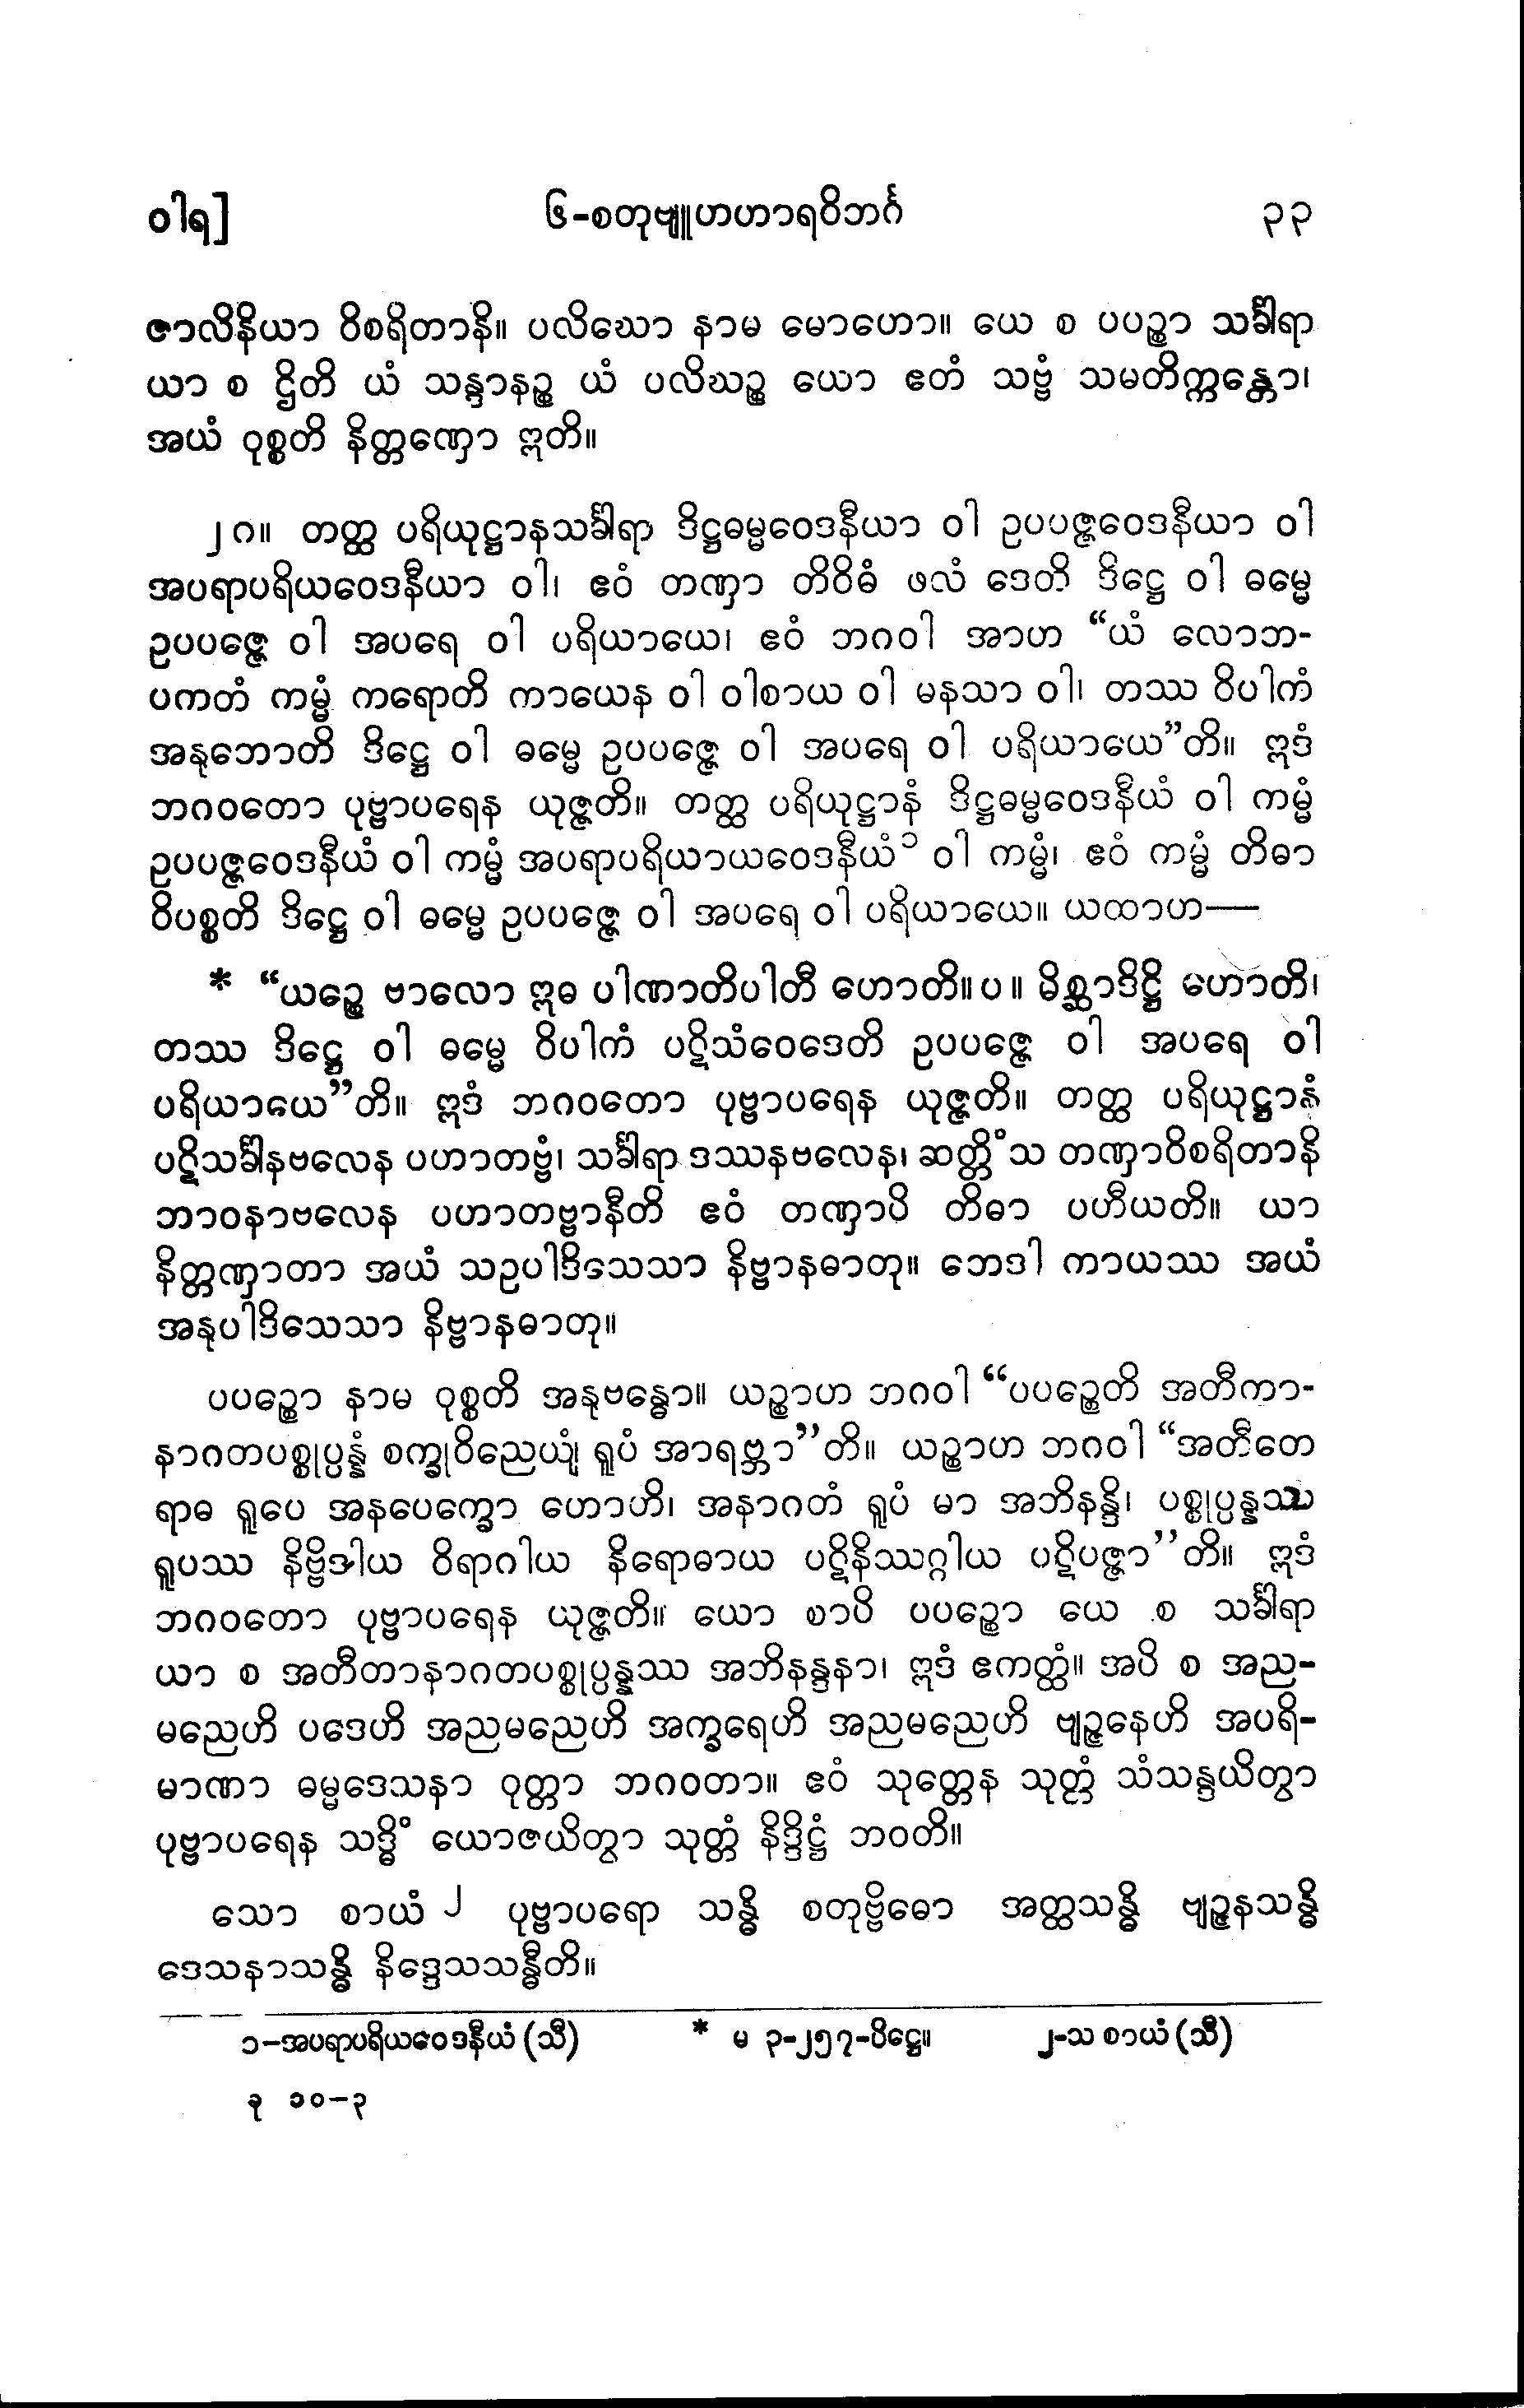 ဝါရ]
၆-စတုဗျူဟဟာရဝိဘင်္ဂ
၃၃
ဇာလိနိယာ ဝိစရိတာနိ။ ပလိဃော နာမ မောဟော။ ယေ စ ပပဉ္စာ သင်္ခါရာ
ယာ စ ဌိတိ ယံ သန္ဒာနဉ္စ ယံ ပလိဃဉ္စ ယော ဧတံ သဗ္ဗံ သမတိက္ကန္တော၊
အယံ ဝုစ္စတိ နိတ္တဏှော ဣတိ။
၂ဂ။ တတ္ထ ပရိယုဋ္ဌာနသင်္ခါရာ ဒိဋ္ဌဓမ္မဝေဒနီယာ ဝါ ဥပပဇ္ဇဝေဒနီယာ ဝါ
အပရာပရိယဝေဒနီယာ ဝါ၊ ဧဝံ တဏှာ တိဝိဓံ ဖလံ ဒေတိ ဒိဋ္ဌေ ဝါ ဓမ္မေ
ဥပပဇ္ဇေ ဝါ အပရေ ဝါ ပရိယာယေ၊ ဧဝံ ဘဂဝါ အာဟ “ယံ လောဘ-
ပကတံ ကမ္မံ ကရောတိ ကာယေန ဝါ ဝါစာယ ဝါ မနသာ ဝါ၊ တဿ ဝိပါကံ
အနုဘောတိ ဒိဋ္ဌေ ဝါ ဓမ္မေ ဥပပဇ္ဇေ ဝါ အပရေ ဝါ ပရိယာယေ”တိ။ ဣဒံ
ဘဂဝတော ပုဗ္ဗာပရေန ယုဇ္ဇတိ။ တတ္ထ ပရိယုဋ္ဌာနံ ဒိဋ္ဌဓမ္မဝေဒနီယံ ဝါ ကမ္မံ
ဥပပဇ္ဇဝေဒနီယံ ဝါ ကမ္မံ အပရာပရိယာယဝေဒနီယံ၁ ဝါ ကမ္မံ၊ ဧဝံ ကမ္မံ တိဓာ
ဝိပစ္စတိ ဒိဋ္ဌေ ဝါ ဓမ္မေ ဥပပဇ္ဇေ ဝါ အပရေ ဝါ ပရိယာယေ။ ယထာဟ—
* “ယဉ္စေ ဗာလော ဣဓ ပါဏာတိပါတီ ဟောတိ။ ပ ။ မိစ္ဆာဒိဋ္ဌိ ဟောတိ၊
တဿ ဒိဋ္ဌေ ဝါ ဓမ္မေ ဝိပါကံ ပဋိသံဝေဒေတိ ဥပပဇ္ဇေ ဝါ အပရေ ဝါ
ပရိယာယေ”တိ။ ဣဒံ ဘဂဝတော ပုဗ္ဗာပရေန ယုဇ္ဇတိ။ တတ္ထ ပရိယုဋ္ဌာနံ
ပဋိသင်္ခါနဗလေန ပဟာတဗ္ဗံ၊ သင်္ခါရာ ဒဿနဗလေန၊ ဆတ္တိံသ တဏှာဝိစရိတာနိ
ဘာဝနာဗလေန ပဟာတဗ္ဗာနီတိ ဧဝံ တဏှာပိ တိဓာ ပဟီယတိ။ ယာ
နိတ္တဏှာတာ အယံ သဥပါဒိသေသာ နိဗ္ဗာနဓာတု။ ဘေဒါ ကာယဿ အယံ
အနုပါဒိသေသာ နိဗ္ဗာနဓာတု။
ပပဉ္စော နာမ ဝုစ္စတိ အနုဗန္ဓော။ ယဉ္စာဟ ဘဂဝါ “ပပဉ္စေတိ အတီကာ-
နာဂတပစ္စုပ္ပန္နံ စက္ခုဝိညေယျံ ရူပံ အာရဗ္ဘာ”တိ။ ယဉ္စာဟ ဘဂဝါ “အတီတေ
ရာဓ ရူပေ အနပေက္ခော ဟောဟိ၊ အနာဂတံ ရူပံ မာ အဘိနန္ဒိ၊ ပစ္စုပ္ပန္နဿ
ရူပဿ နိဗ္ဗိဒါယ ဝိရာဂါယ နိရောဓာယ ပဋိနိဿဂ္ဂါယ ပဋိပဇ္ဇာ”တိ။ ဣဒံ
ဘဂဝတော ပုဗ္ဗာပရေန ယုဇ္ဇတိ။ ယော စာပိ ပပဉ္စော ယေ စ သင်္ခါရာ
ယာ စ အတီတာနာဂတပစ္စုပ္ပန္နဿ အဘိနန္ဒနာ၊ ဣဒံ ဧကတ္ထံ။ အပိ စ အည-
မညေဟိ ပဒေဟိ အညမညေဟိ အက္ခရေဟိ အညမညေဟိ ဗျဉ္ဇနေဟိ အပရိ-
မာဏာ ဓမ္မဒေသနာ ဝုတ္တာ ဘဂဝတာ။ ဧဝံ သုတ္တေန သုတ္တံ သံသန္ဒယိတွာ
ပုဗ္ဗာပရေန သဒ္ဓိံ ယောဇယိတွာ သုတ္တံ နိဒ္ဒိဋ္ဌံ ဘဝတိ။
သော စာယံ ၂ ပုဗ္ဗာပရော သန္ဓိ စတုဗ္ဗိဓော အတ္ထသန္ဓိ ဗျဉ္ဇနသန္ဓိ
ဒေသနာသန္ဓိ နိဒ္ဒေသသန္ဓီတိ။
၁-အပရာပရိယဝေဒနီယံ (သီ) * မ ၃-၂၅၇-ပိဋ္ဌေ။ ၂-သ စာယံ (သီ)
ခု ၁၀-၃